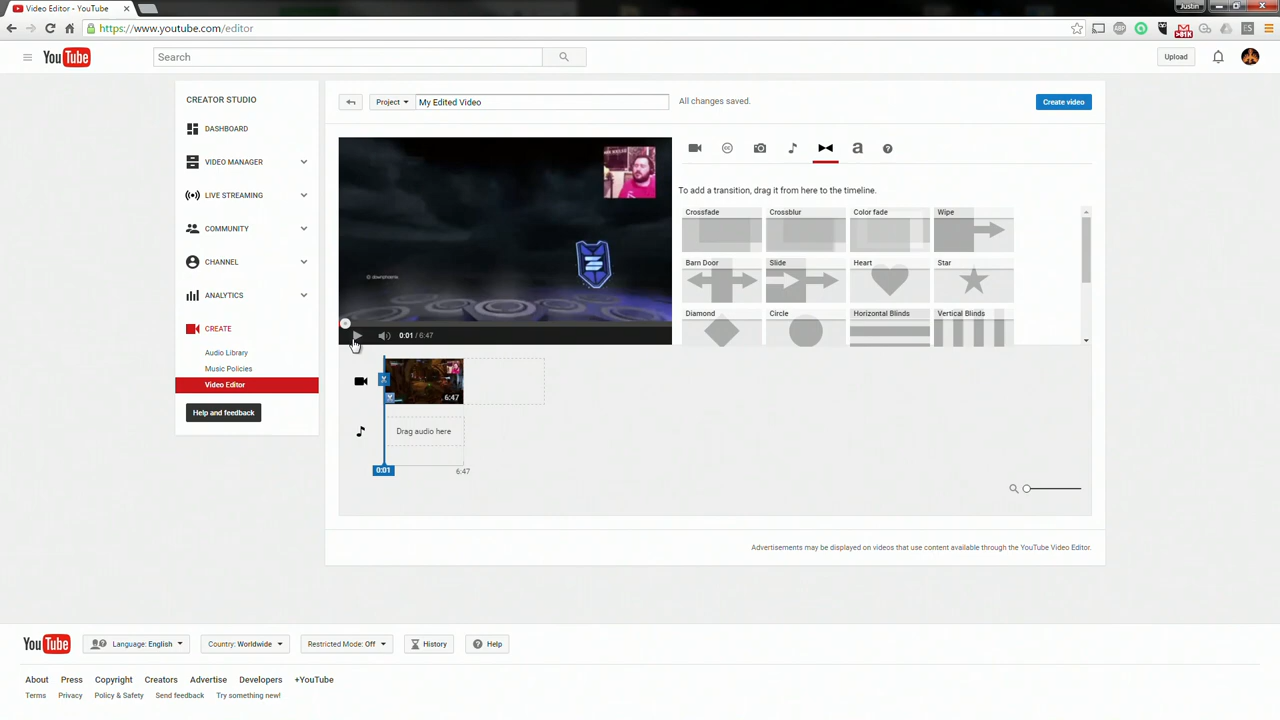 Video Editor - YouTube
Justin
https://www.youtube.com/editor
YouTube
Search
Upload
CREATOR STUDIO
DASHBOARD
VIDEO MANAGER
LIVE STREAMING
COMMUNITY
CHANNEL
ANALYTICS
CREATE
Audio Library
Music Policies
Video Editor
Help and feedback
Project
My Edited Video
All changes saved.
Create video
To add a transition, drag it from here to the timeline.
Crossfade
Crossblur
Color fade
Wipe
Barn Door
Slide
Heart
Star
Diamond
Circle
Horizontal Blinds
Vertical Blinds
0:01 / 6:47
6:47
Drag audio here
0:01
6:47
Advertisements may be displayed on videos that use content available through the YouTube Video Editor.
YouTube
Language: English
Country: Worldwide
Restricted Mode: Off
History
Help
About
Press
Copyright
Creators
Advertise
Developers
+YouTube
Terms
Privacy
Policy & Safety
Send feedback
Try something new!